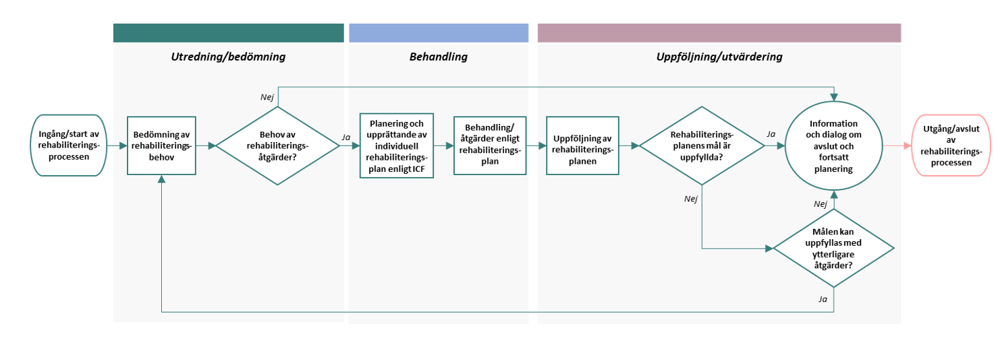 Utredning/bedömning
Behandling
Uppföljning/utvärdering
Ingång/start av
rehabiliterings-
processen
Bedömning av
rehabiliterings-
behov
Nej
Behov av
rehabiliterings-
åtgärder?
Ja
Planering och
upprättande av
individuell
rehabiliterings-
plan enligt ICF
Behandling/
åtgärder enligt
rehabiliterings-
plan
Uppföljning av
rehabiliterings-
planen
Rehabiliterings-
planens mål är
uppfyllda?
Ja
Nej
Information
och dialog om
avslut och
fortsatt
planering
Utgång/avslut
av
rehabiliterings-
processen
Nej
Målen kan
uppfyllas med
ytterligare
åtgärder?
Ja